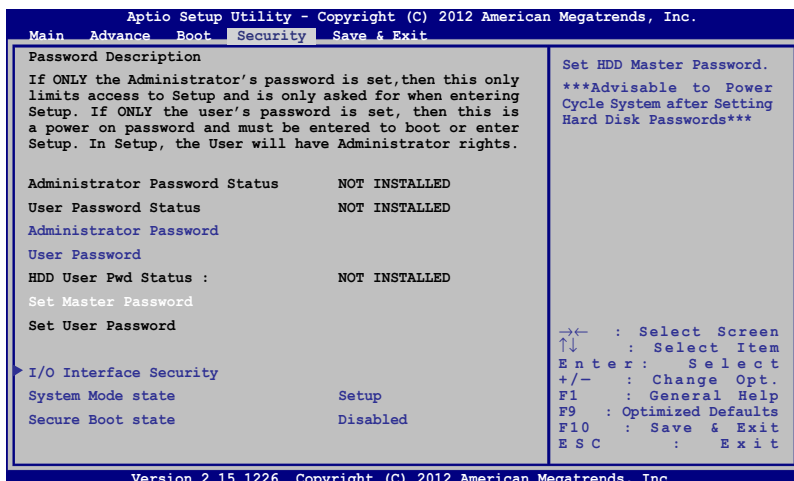 Aptio Setup Utility - Copyright (C) 2012 American Megatrends, Inc.
Main Advance Boot Security Save & Exit
Password Description
If ONLY the Administrator's password is set,then this only
limits access to Setup and is only asked for when entering
Setup. If ONLY the user's password is set, then this is
a power on password and must be entered to boot or enter
Setup. In Setup, the User will have Administrator rights.
Administrator Password Status NOT INSTALLED
User Password Status NOT INSTALLED
Administrator Password
User Password
HDD User Pwd Status : NOT INSTALLED
Set Master Password
Set User Password
I/O Interface Security
System Mode state Setup
Secure Boot state Disabled
Set HDD Master Password.
***Advisable to Power
Cycle System after Setting
Hard Disk Passwords***
→← : Select Screen
↑↓ : Select Item
Enter: Select
+/— : Change Opt.
F1 : General Help
F9 : Optimized Defaults
F10 : Save & Exit
ESC : Exit
Version 2.15.1226. Copyright (C) 2012 American Megatrends, Inc.